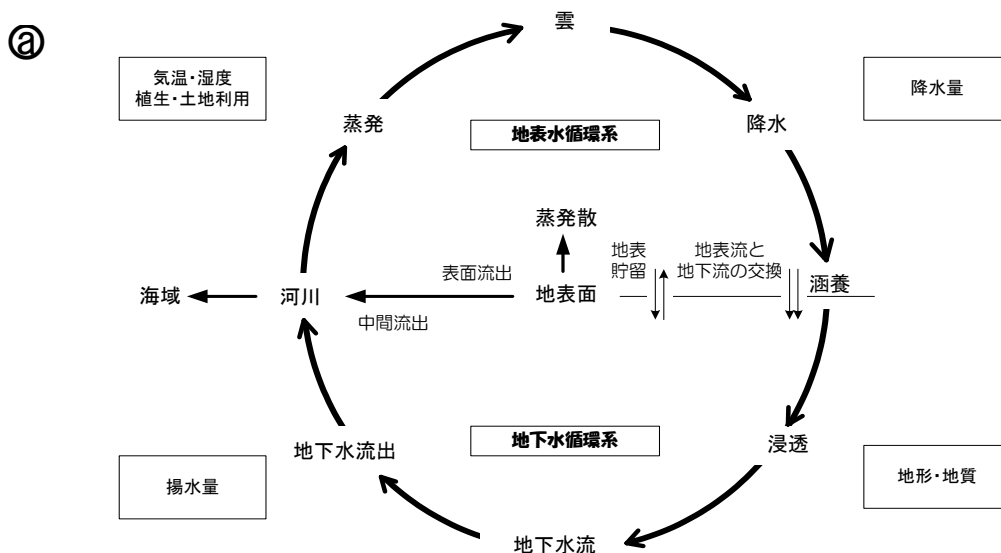 ⓐ
雲
気温・湿度
植生・土地利用
降水量
蒸発
地表水循環系
降水
蒸発散
地表
貯留
地表流と
地下流の交換
表面流出
海域
河川
地表面
涵養
中間流出
地下水流出
地下水循環系
浸透
揚水量
地形・地質
地下水流